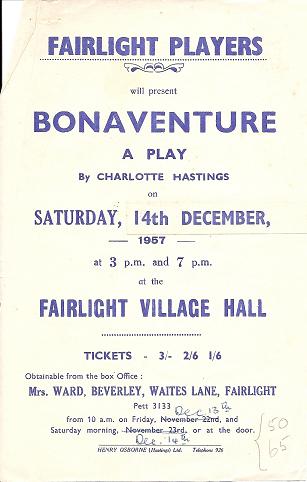 FAIRLIGHT PLAYERS
will present
BONAVENTURE
A PLAY
By CHARLOTTE HASTINGS
on
SATURDAY, 14th DECEMBER,
1957
at 3 p.m. and 7 p.m.
at the
FAIRLIGHT VILLAGE HALL
TICKETS - 3/- 2/6 1/6
Obtainable from the box Office :
Mrs. WARD, BEVERLEY, WAITES LANE, FAIRLIGHT
Pett 3133
Dec 13th
from 10 a.m. on Friday, November 22nd, and
Saturday morning, November 23rd. or at the door.
Dec. 14th
HENRY OSBORNE (Hastings) Ltd. Telephone 926
50
65